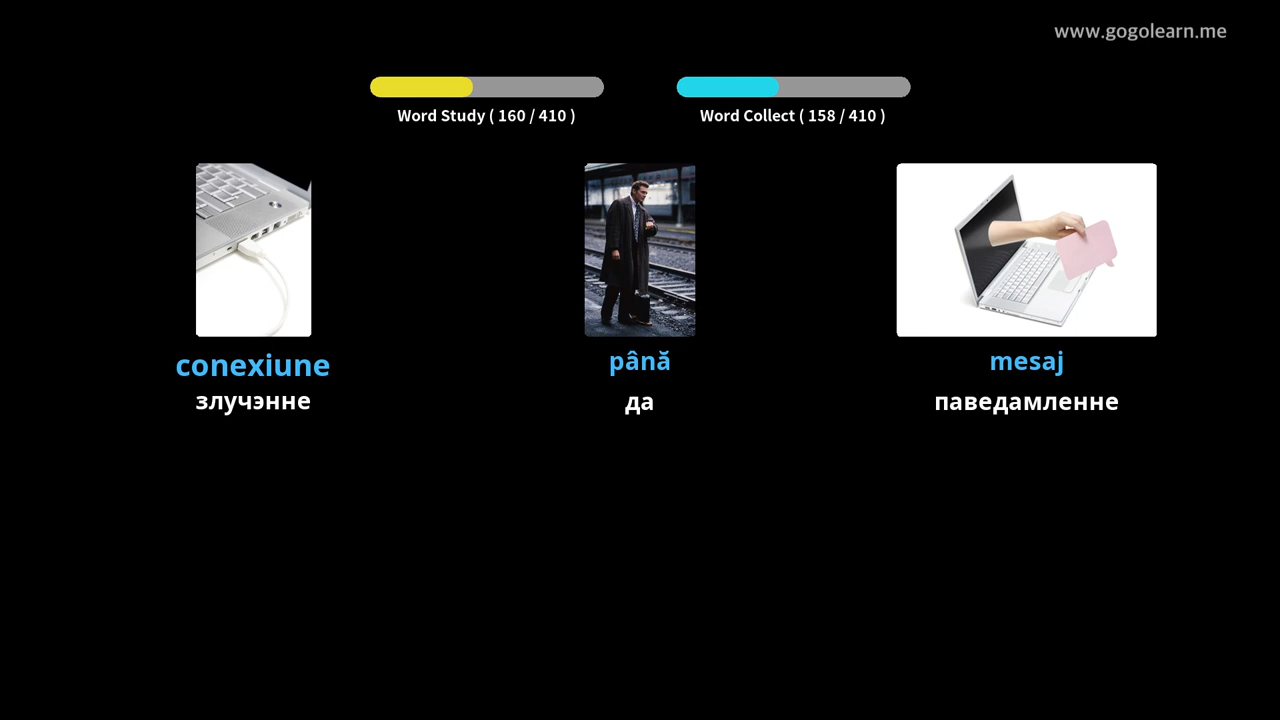 www.gogolearn.me
Word Study ( 160 / 410 )
Word Collect ( 158 / 410 )
conexiune
злучэнне
până
да
mesaj
паведамленне